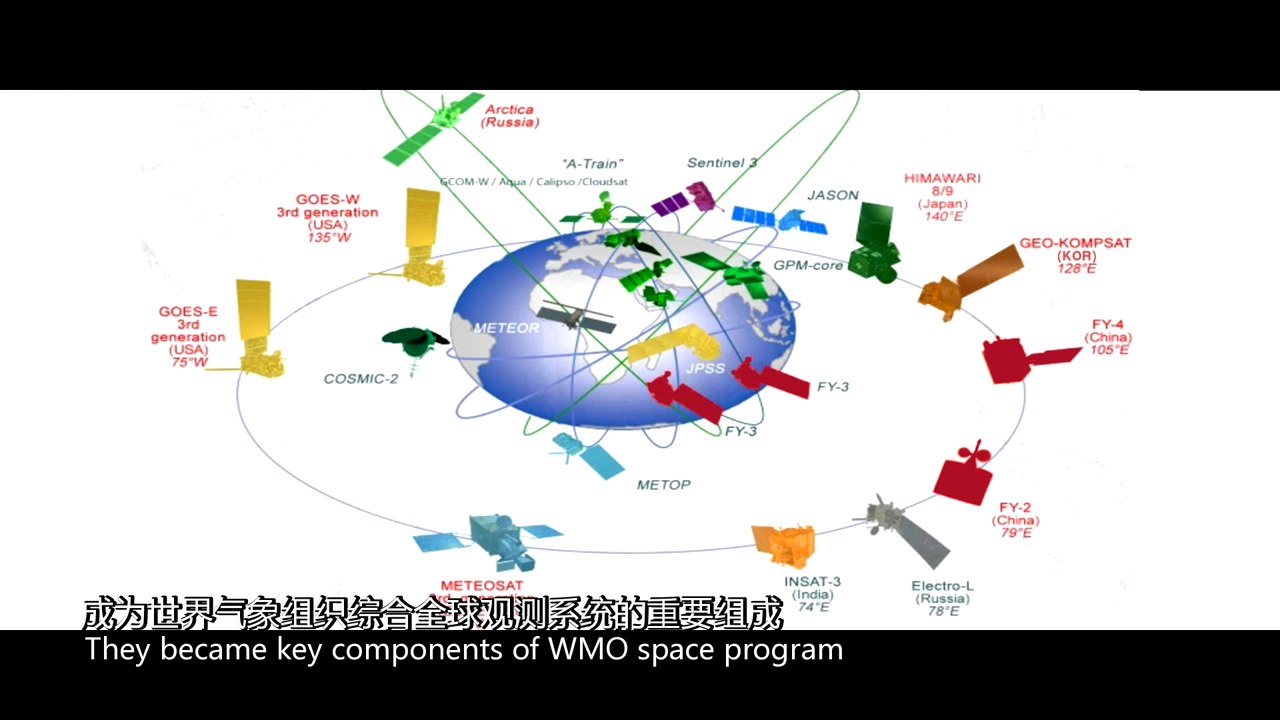 Arctica
(Russia)
"A-Train"
GCOM-W / Aqua / Calipso /Cloudsat
Sentinel 3
JASON
HIMAWARI
8/9
(Japan)
140°E
GOES-W
3rd generation
(USA)
135°W
GEO-KOMPSAT
(KOR)
128°E
GPM-core
GOES-E
3rd
generation
(USA)
75°W
METEOR
FY-4
(China)
105°E
COSMIC-2
JPSS
FY-3
FY-3
METOP
FY-2
(China)
79°E
METEOSAT
INSAT-3
(India)
74°E
Electro-L
(Russia)
78°E
成为世界气象组织综合全球观测系统的重要组成
They became key components of WMO space program